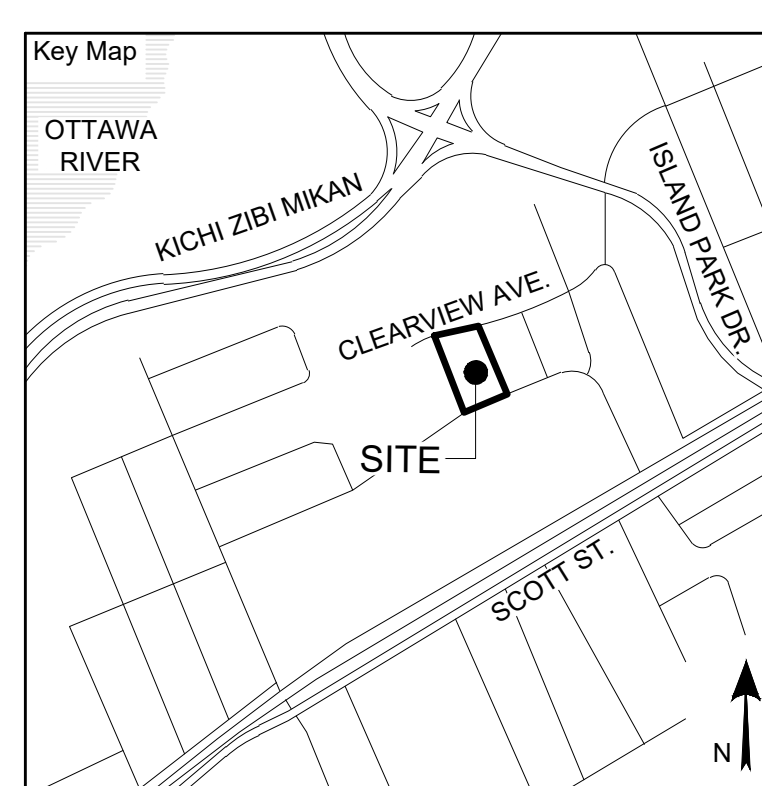 Key Map
OTTAWA
RIVER
KICHI ZIBI MIKAN
ISLAND PARK DR.
CLEARVIEW AVE.
SITE
SCOTT ST.
N